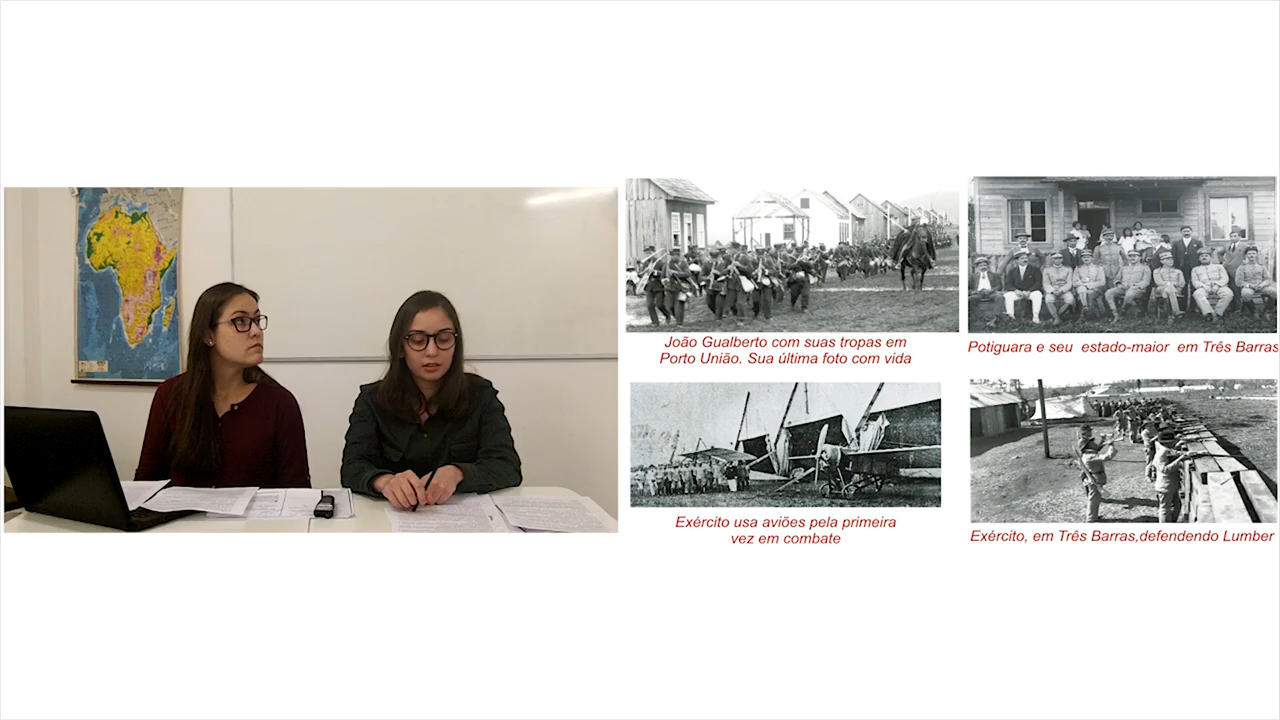 João Gualberto com suas tropas em
Porto União. Sua última foto com vida
Potiguara e seu estado-maior em Três Barras
Exército usa aviões pela primeira
vez em combate
Exército, em Três Barras,defendendo Lumber